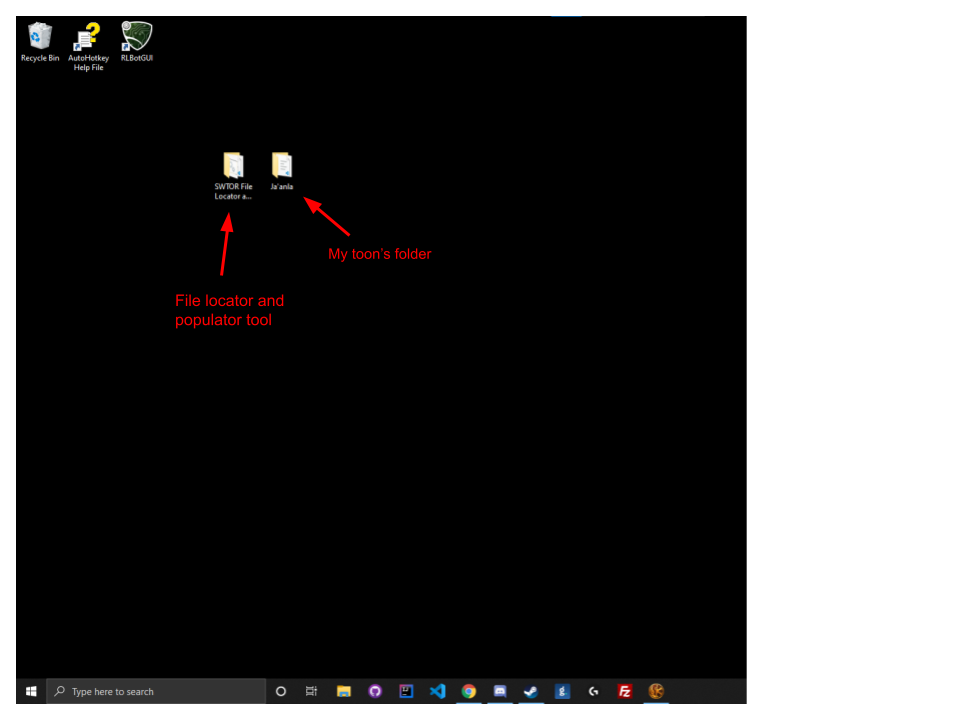 Recycle Bin
AutoHotkey
Help File
RLBotGUI
SWTOR File
Locator a...
Ja'anla
My toon's folder
File locator and
populator tool
Type here to search